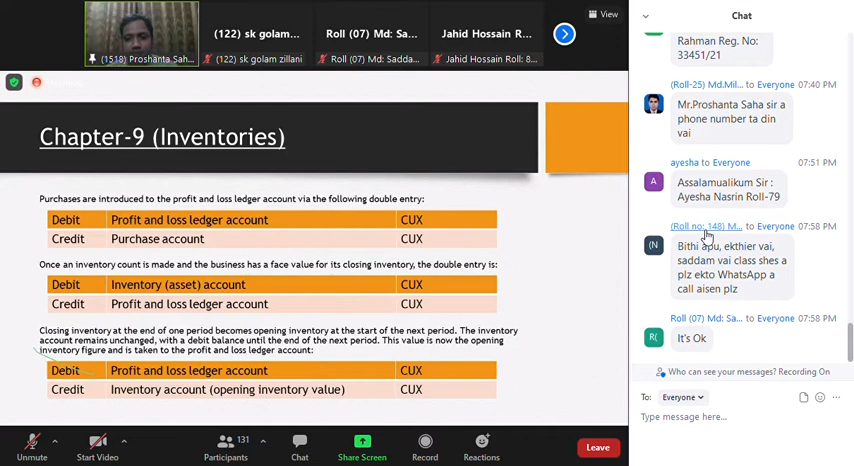 View
(122) sk golam...
Roll (07) Md: Sa...
Jahid Hossain R...
(1518) Proshanta Sah...
(122) sk golam zillani
Roll (07) Md: Sadda...
Jahid Hossain Roll: 8...
Chapter-9 (Inventories)
Purchases are introduced to the profit and loss ledger account via the following double entry:
Debit Profit and loss ledger account CUX
Credit Purchase account CUX
Once an inventory count is made and the business has a face value for its closing inventory, the double entry is:
Debit Inventory (asset) account CUX
Credit Profit and loss ledger account CUX
Closing inventory at the end of one period becomes opening inventory at the start of the next period. The inventory
account remains unchanged, with a debit balance until the end of the next period. This value is now the opening
inventory figure and is taken to the profit and loss ledger account:
Debit Profit and loss ledger account CUX
Credit Inventory account (opening inventory value) CUX
Unmute
Start Video
131
Participants
Chat
Share Screen
Record
Reactions
Leave
Chat
Rahman Reg. No:
33451/21
(Roll-25) Md.Mil... to Everyone 07:40 PM
Mr.Proshanta Saha sir a
phone number ta din
vai
ayesha to Everyone 07:51 PM
A
Assalamualikum Sir :
Ayesha Nasrin Roll-79
(Roll no: 148) M... to Everyone 07:58 PM
(N
Bithi apu, ekthier vai,
saddam vai class shes a
plz ekto WhatsApp a
call aisen plz
Roll (07) Md: Sa... to Everyone 07:58 PM
R(
It's Ok
Who can see your messages? Recording On
To: Everyone
Type message here...